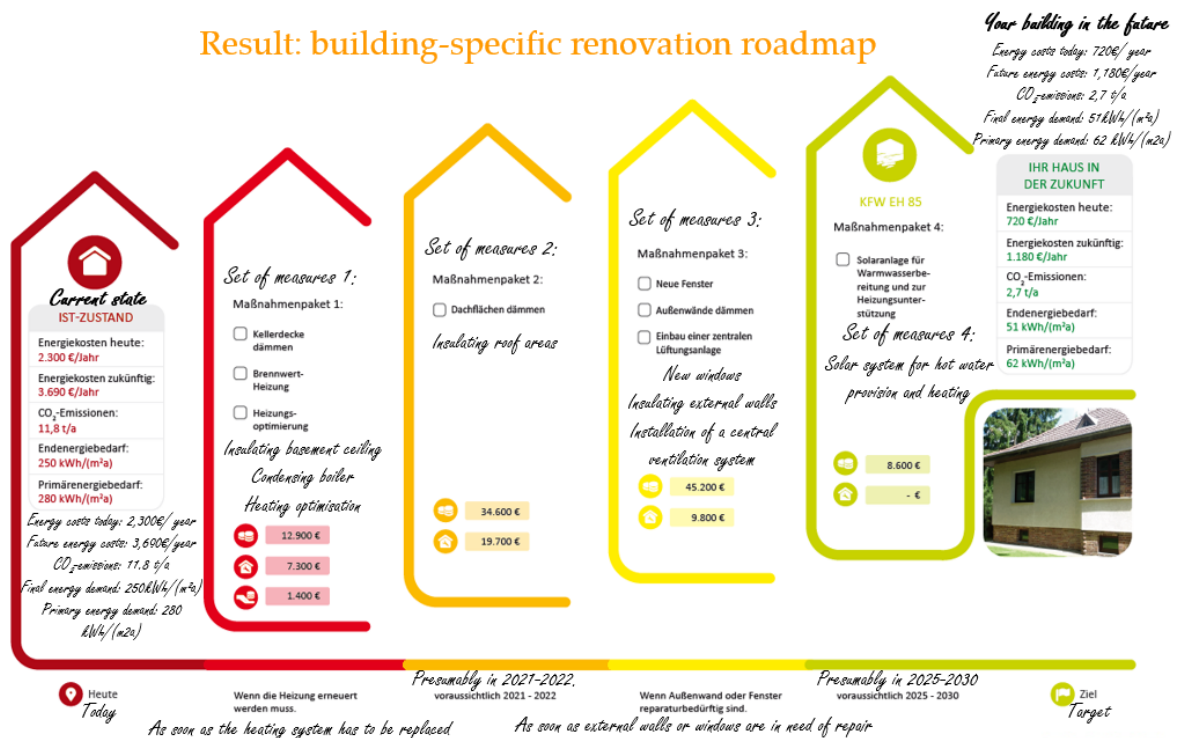 Result: building-specific renovation roadmap
Your building in the future
Energy costs today: 720€/ year
Future energy costs: 1,180€/year
CO₂-emissions: 2,7 t/a
Final energy demand: 51kWh/(m²a)
Primary energy demand: 62 kWh/(m2a)
IHR HAUS IN
DER ZUKUNFT
Energiekosten heute:
720 €/Jahr
Energiekosten zukünftig:
1.180 €/Jahr
CO₂-Emissionen:
2,7 t/a
Endenergiebedarf:
51 kWh/(m²a)
Primärenergiebedarf:
62 kWh/(m²a)
Current state
IST-ZUSTAND
Energiekosten heute:
2.300 €/Jahr
Energiekosten zukünftig:
3.690 €/Jahr
CO₂-Emissionen:
11,8 t/a
Endenergiebedarf:
250 kWh/(m²a)
Primärenergiebedarf:
280 kWh/(m²a)
Energy costs today: 2,300€/ year
Future energy costs: 3,690€/year
CO₂-emissions: 11.8 t/a
Final energy demand: 250kWh/(m²a)
Primary energy demand: 280
kWh/(m2a)
Set of measures 1:
Maßnahmenpaket 1:
Kellerdecke
dämmen
Brennwert-
Heizung
Heizungs-
optimierung
Insulating basement ceiling
Condensing boiler
Heating optimisation
12.900 €
7.300 €
1.400 €
Set of measures 2:
Maßnahmenpaket 2:
Dachflächen dämmen
Insulating roof areas
34.600 €
19.700 €
Set of measures 3:
Maßnahmenpaket 3:
Neue Fenster
Außenwände dämmen
Einbau einer zentralen
Lüftungsanlage
New windows
Insulating external walls
Installation of a central
ventilation system
45.200 €
9.800 €
KFW EH 85
Maßnahmenpaket 4:
Solaranlage für
Warmwasserbe-
reitung und zur
Heizungsunter-
stützung
Set of measures 4:
Solar system for hot water
provision and heating
8.600 €
- €
Heute
Today
Wenn die Heizung erneuert
werden muss.
As soon as the heating system has to be replaced
Presumably in 2021-2022.
voraussichtlich 2021 - 2022
Wenn Außenwand oder Fenster
reparaturbedürftig sind.
As soon as external walls or windows are in need of repair
Presumably in 2025-2030
voraussichtlich 2025 - 2030
Ziel
Target